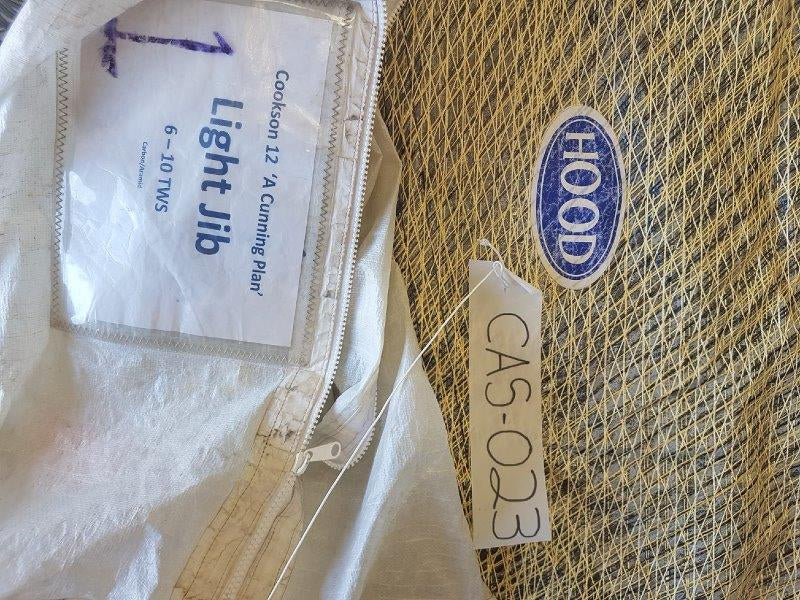 1
Cookson 12 'A Cunning Plan'
Light Jib
6 – 10 TWS
Carbon/Aramid
HOOD
CAS-023